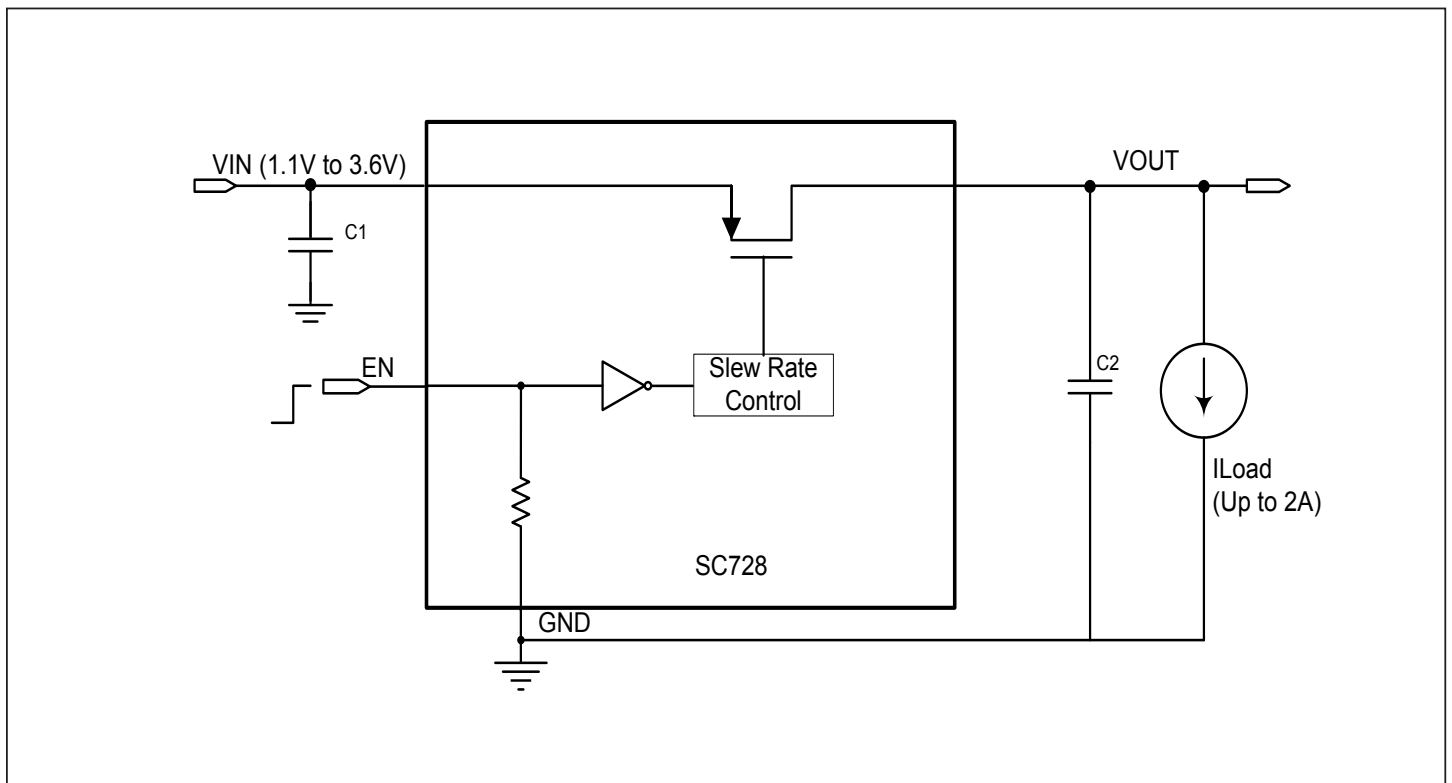 VIN (1.1V to 3.6V)
VOUT
C1
EN
Slew Rate
Control
C2
ILoad
(Up to 2A)
SC728
GND